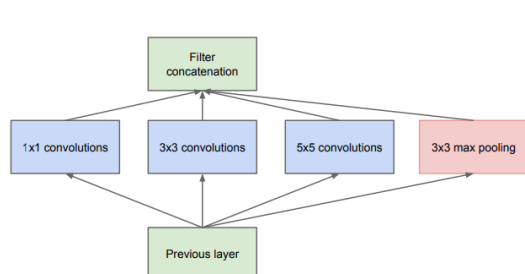 Filter
concatenation
1x1 convolutions
3x3 convolutions
5x5 convolutions
3x3 max pooling
Previous layer